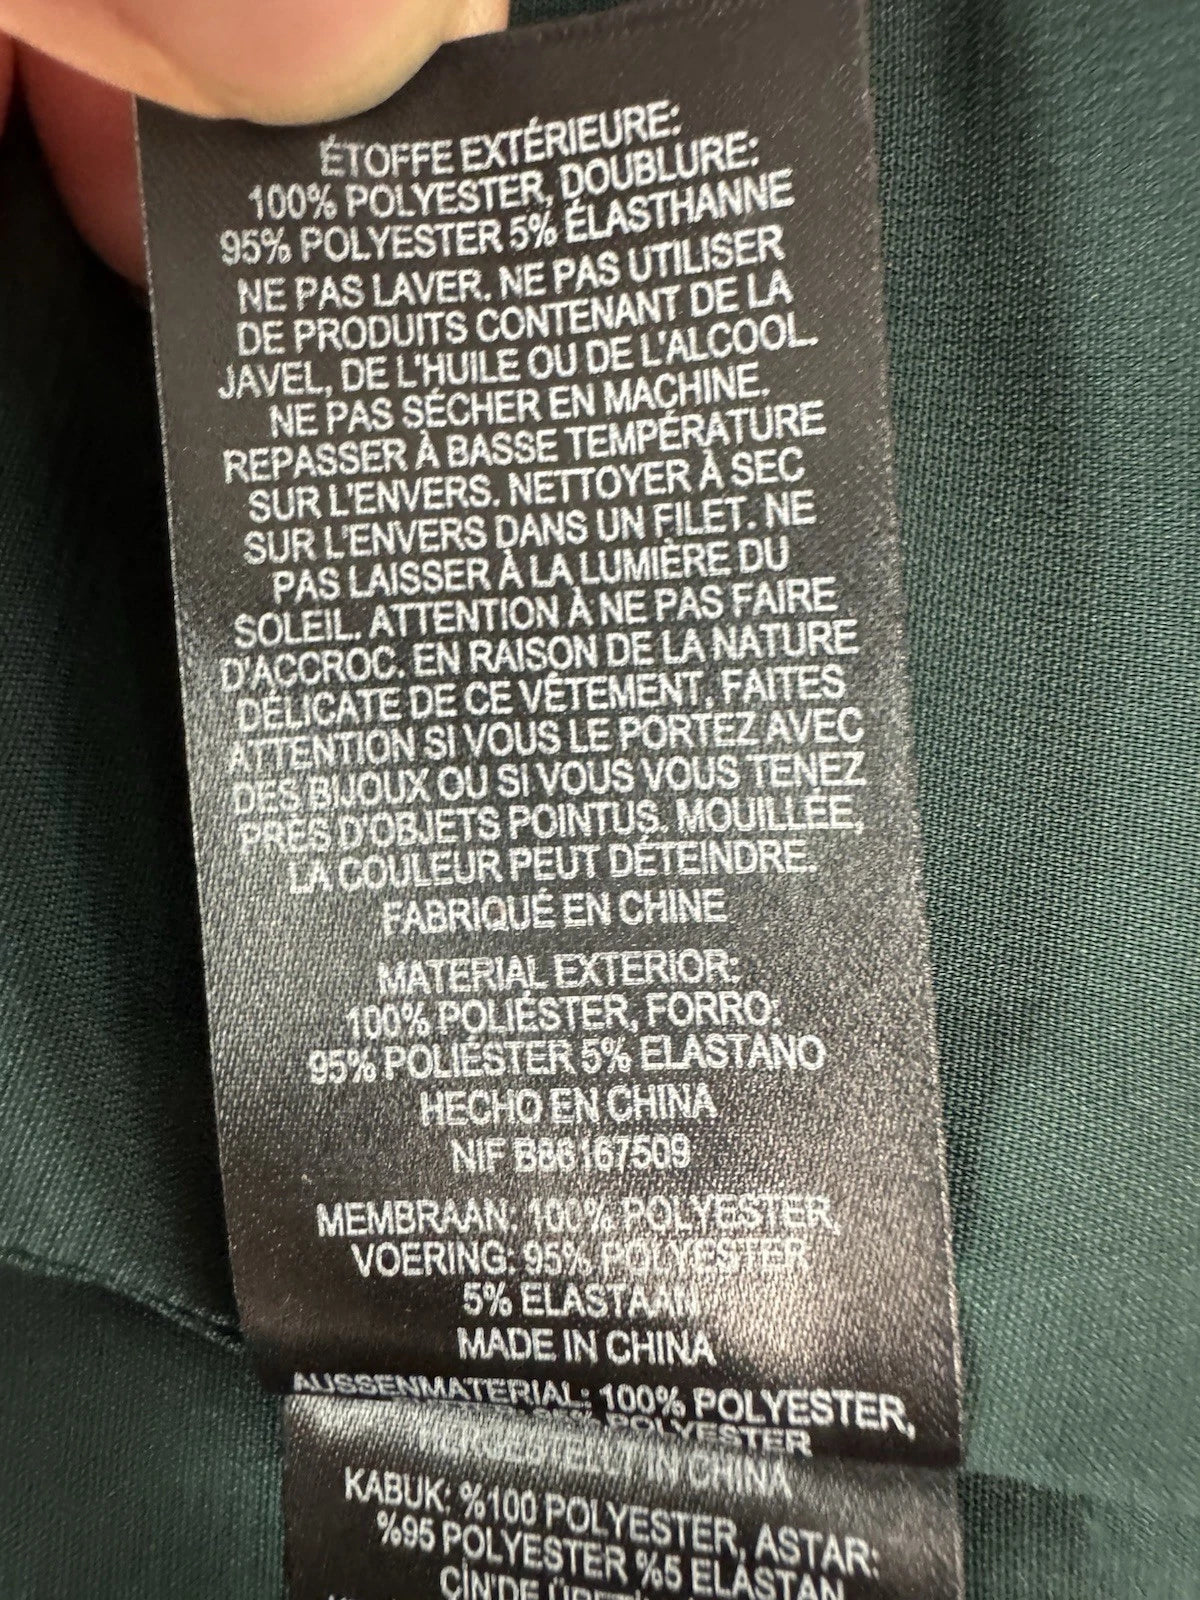 ÉTOFFE EXTÉRIEURE:
100% POLYESTER, DOUBLURE:
95% POLYESTER 5% ÉLASTHANNE
NE PAS LAVER. NE PAS UTILISER
DE PRODUITS CONTENANT DE LA
JAVEL, DE L'HUILE OU DE L'ALCOOL.
NE PAS SÉCHER EN MACHINE.
REPASSER À BASSE TEMPÉRATURE
SUR L'ENVERS. NETTOYER À SEC
SUR L'ENVERS DANS UN FILET. NE
PAS LAISSER À LA LUMIÈRE DU
SOLEIL. ATTENTION À NE PAS FAIRE
D'ACCROC. EN RAISON DE LA NATURE
DÉLICATE DE CE VÊTEMENT, FAITES
ATTENTION SI VOUS LE PORTEZ AVEC
DES BIJOUX OU SI VOUS VOUS TENEZ
PRÈS D'OBJETS POINTUS. MOUILLÉE,
LA COULEUR PEUT DÉTEINDRE.
FABRIQUÉ EN CHINE
MATERIAL EXTERIOR:
100% POLIÉSTER, FORRO:
95% POLIÉSTER 5% ELASTANO
HECHO EN CHINA
NIF B86167509
MEMBRAAN: 100% POLYESTER,
VOERING: 95% POLYESTER
5% ELASTAAN
MADE IN CHINA
AUSSENMATERIAL: 100% POLYESTER,
95% POLYESTER
IN CHINA
KABUK: %100 POLYESTER, ASTAR:
%95 POLYESTER %5 ELASTAN
ÇİN'DE